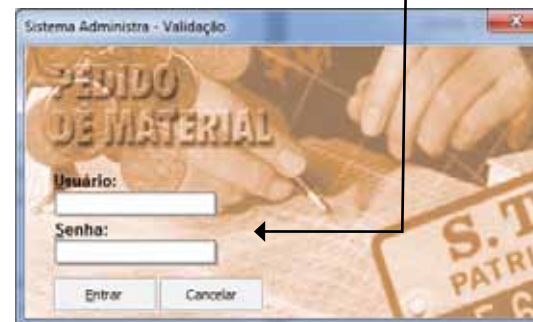 Sistema Administra - Validação
PEDIDO
DE MATERIAL
Usuário:
Senha:
Entrar
Cancelar
S. T
PATRI